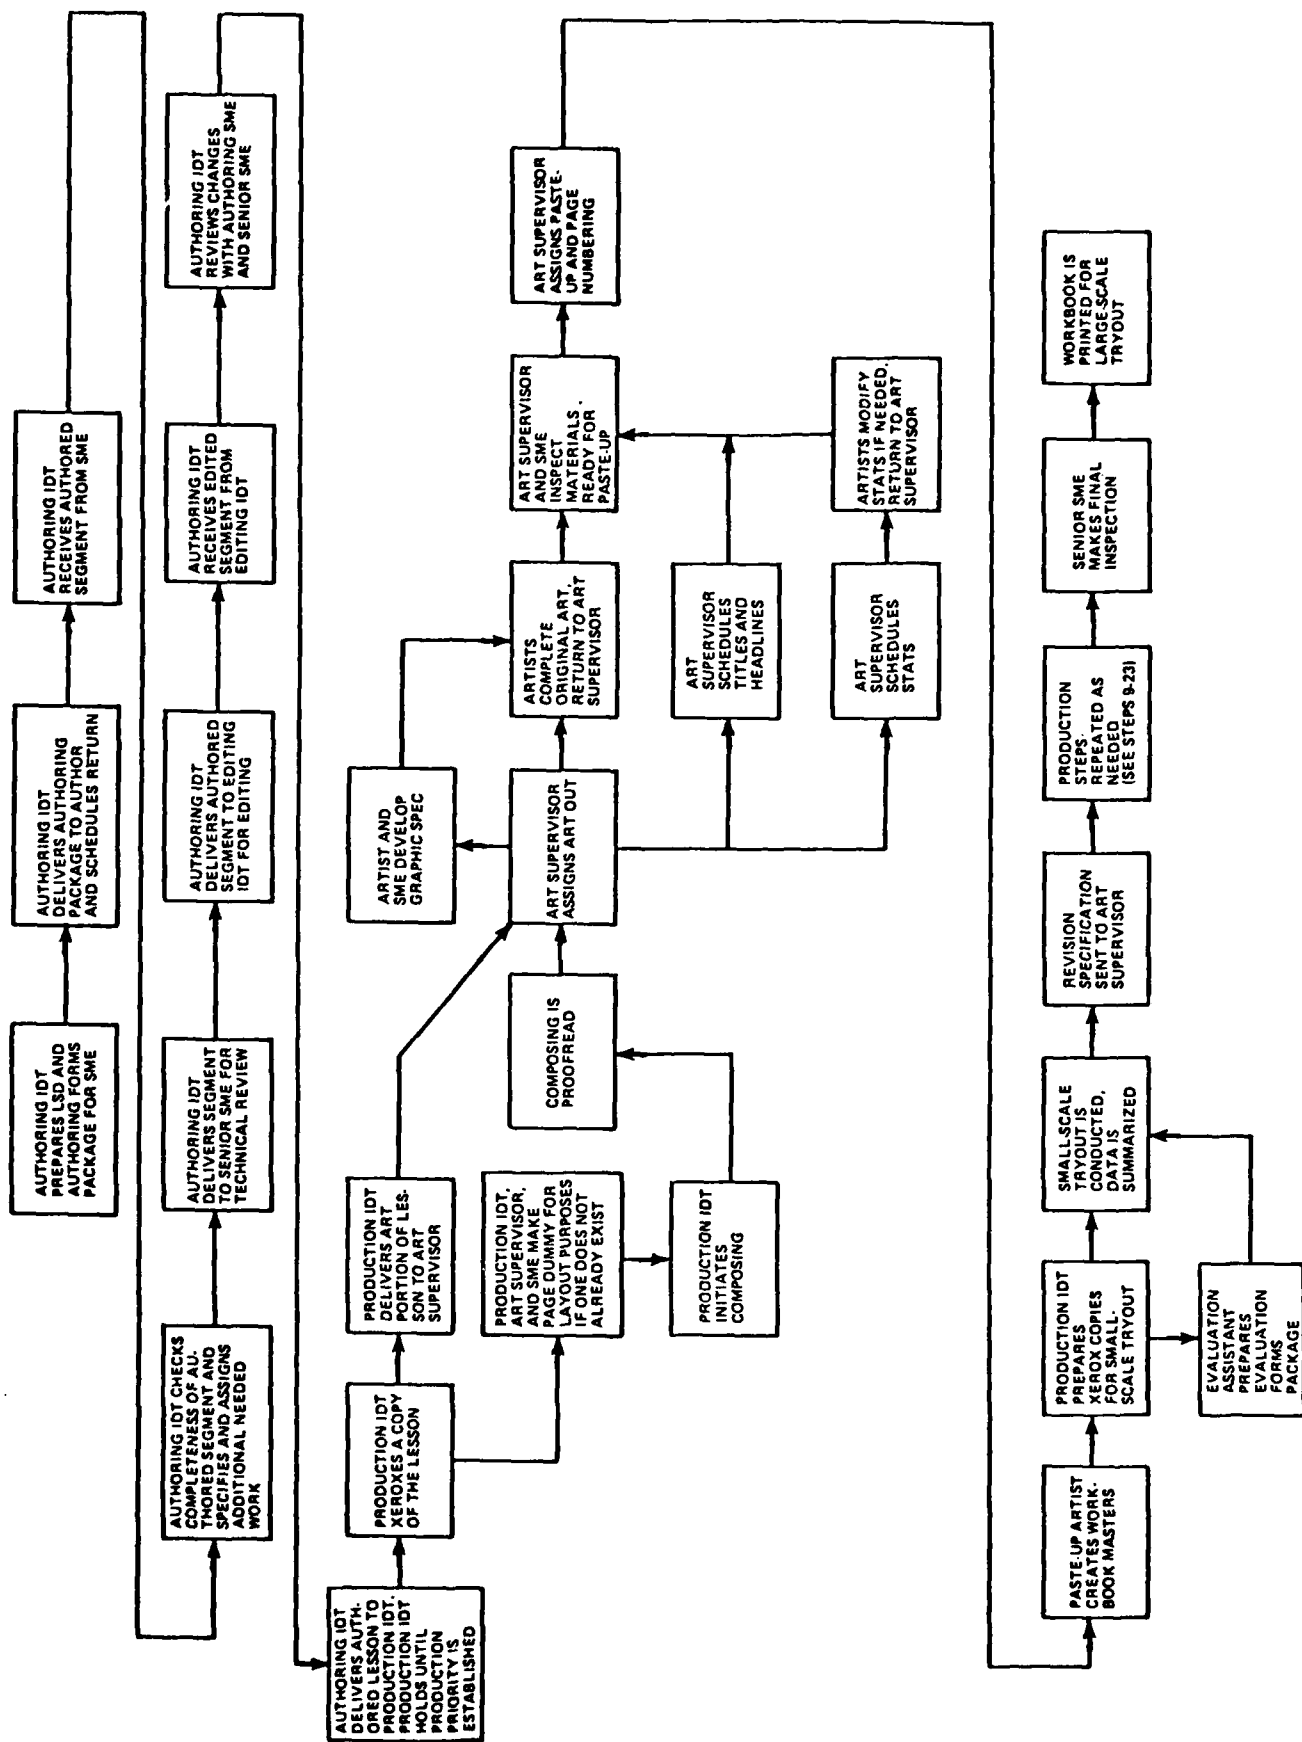 AUTHORING IDT
PREPARES LSD AND
AUTHORING FORMS
PACKAGE FOR SME
AUTHORING IDT
DELIVERS AUTHORING
PACKAGE TO AUTHOR
AND SCHEDULES RETURN
AUTHORING IDT
RECEIVES AUTHORED
SEGMENT FROM SME
AUTHORING IDT CHECKS
COMPLETENESS OF AU-
THORED SEGMENT AND
SPECIFIES AND ASSIGNS
ADDITIONAL NEEDED
WORK
AUTHORING IDT
DELIVERS SEGMENT
TO SENIOR SME FOR
TECHNICAL REVIEW
AUTHORING IDT
DELIVERS AUTHORED
SEGMENT TO EDITING
IDT FOR EDITING
AUTHORING IDT
RECEIVES EDITED
SEGMENT FROM
EDITING IDT
AUTHORING IDT
REVIEWS CHANGES
WITH AUTHORING SME
AND SENIOR SME
AUTHORING IDT
DELIVERS AUTH-
ORED LESSON TO
PRODUCTION IDT.
PRODUCTION IDT
HOLDS UNTIL
PRODUCTION
PRIORITY IS
ESTABLISHED
PRODUCTION IDT
XEROXES A COPY
OF THE LESSON
PRODUCTION IDT
DELIVERS ART
PORTION OF LES-
SON TO ART
SUPERVISOR
PRODUCTION IDT,
ART SUPERVISOR,
AND SME MAKE
PAGE DUMMY FOR
LAYOUT PURPOSES
IF ONE DOES NOT
ALREADY EXIST
PRODUCTION IDT
INITIATES
COMPOSING
COMPOSING IS
PROOFREAD
ARTIST AND
SME DEVELOP
GRAPHIC SPEC
ART SUPERVISOR
ASSIGNS ART OUT
ARTISTS
COMPLETE
ORIGINAL ART,
RETURN TO ART
SUPERVISOR
ART
SUPERVISOR
SCHEDULES
TITLES AND
HEADLINES
ART
SUPERVISOR
SCHEDULES
STATS
ART SUPERVISOR
AND SME
INSPECT
MATERIALS
READY FOR
PASTE-UP
ARTISTS MODIFY
STATS IF NEEDED,
RETURN TO ART
SUPERVISOR
ART SUPERVISOR
ASSIGNS PASTE-
UP AND PAGE
NUMBERING
PASTE-UP ARTIST
CREATES WORK-
BOOK MASTERS
PRODUCTION IDT
PREPARES
XEROX COPIES
FOR SMALL-
SCALE TRYOUT
EVALUATION
ASSISTANT
PREPARES
EVALUATION
FORMS
PACKAGE
SMALL-SCALE
TRYOUT IS
CONDUCTED,
DATA IS
SUMMARIZED
REVISION
SPECIFICATION
SENT TO ART
SUPERVISOR
PRODUCTION
STEPS
REPEATED AS
NEEDED
(SEE STEPS 9-23)
SENIOR SME
MAKES FINAL
INSPECTION
WORKBOOK IS
PRINTED FOR
LARGE-SCALE
TRYOUT